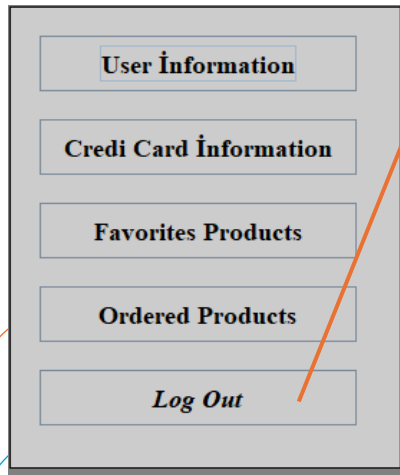 User İnformation
Credi Card İnformation
Favorites Products
Ordered Products
Log Out